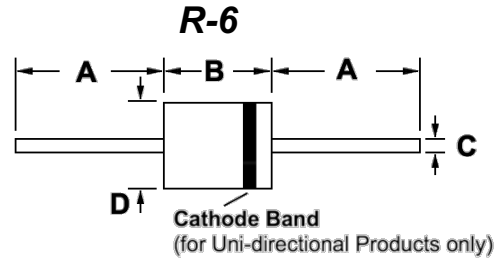 R-6
A B A
C
D
Cathode Band
(for Uni-directional Products only)